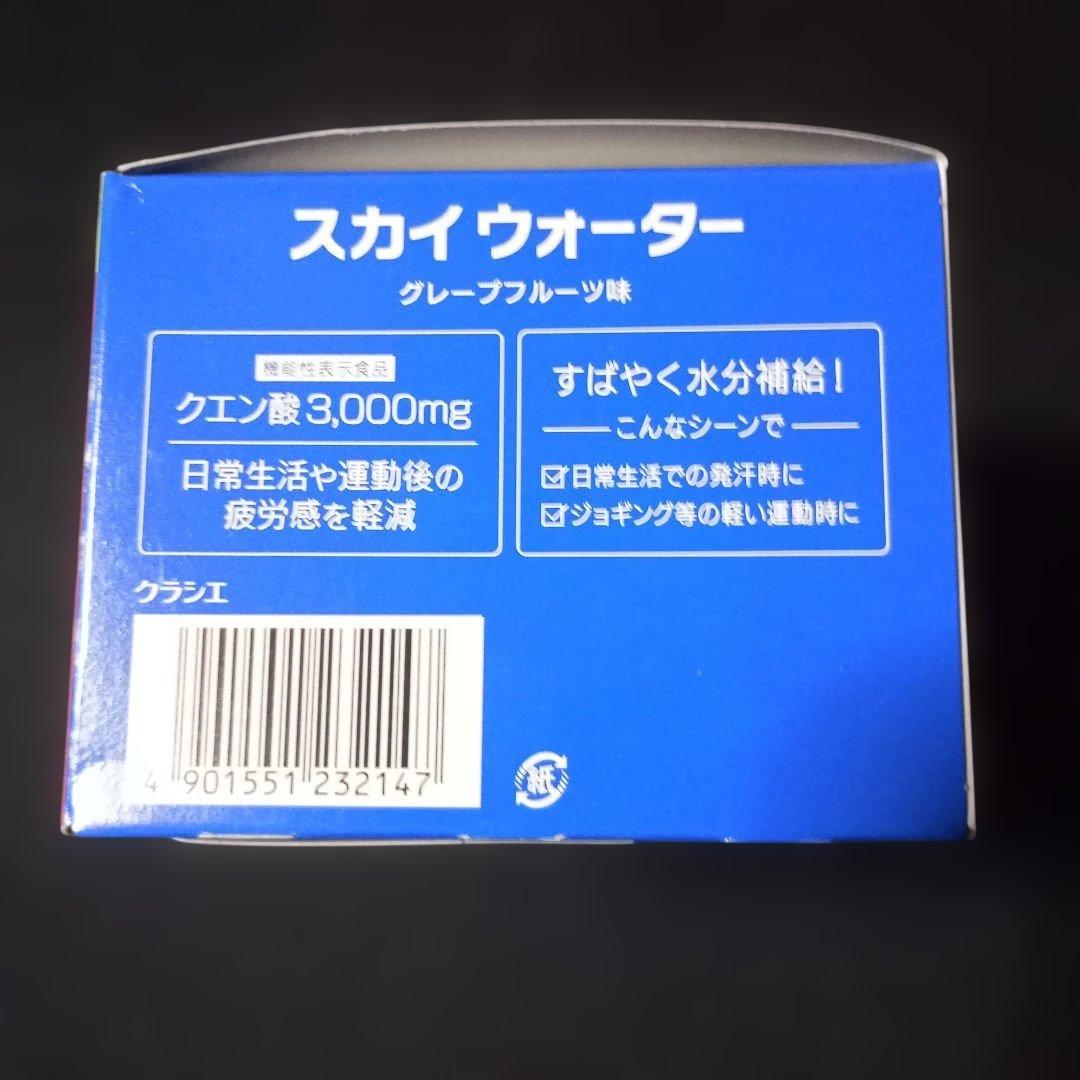 スカイウォーター
グレープフルーツ味
機能性表示食品
クエン酸3,000mg
日常生活や運動後の
疲労感を軽減
すばやく水分補給!
こんなシーンで
☑日常生活での発汗時に
☑ジョギング等の軽い運動時に
クラシエ
4 901551 232147
紙